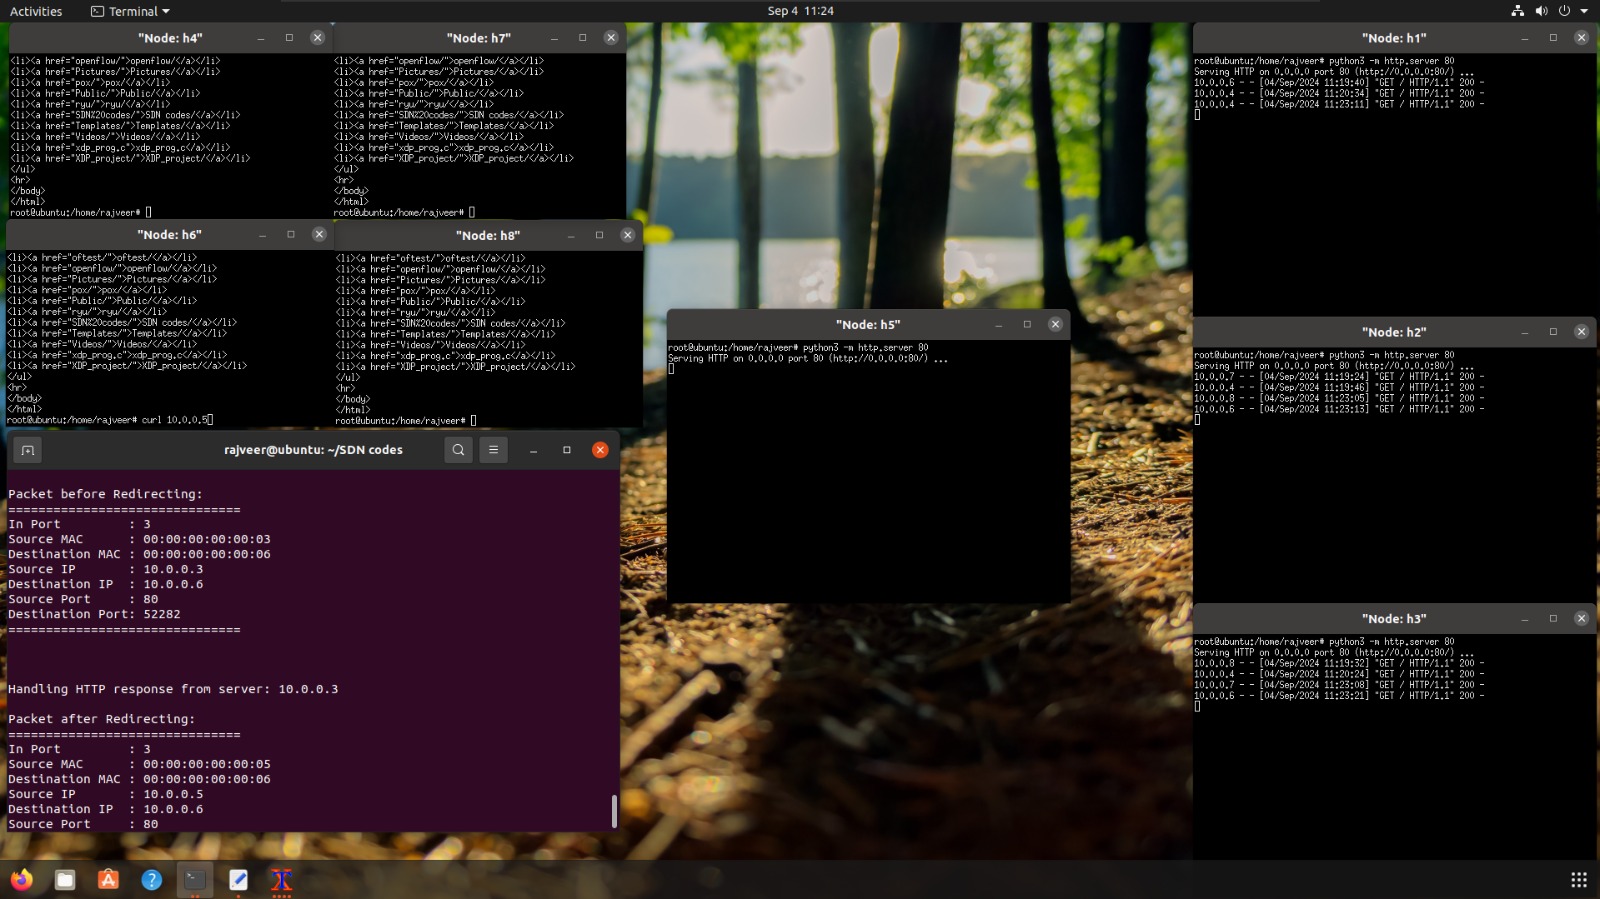 Activities
Terminal
Sep 4 11:24
"Node: h4"
<li><a href="openflow/">openflow/</a></li>
<li><a href="Pictures/">Pictures/</a></li>
<li><a href="pox/">pox/</a></li>
<li><a href="Public/">Public/</a></li>
<li><a href="ryu/">ryu/</a></li>
<li><a href="SDN%20codes/">SDN codes/</a></li>
<li><a href="Templates/">Templates/</a></li>
<li><a href="Videos/">Videos/</a></li>
<li><a href="xdp_prog.c">xdp_prog.c</a></li>
<li><a href="XDP_project/">XDP_project/</a></li>
</ul>
<hr>
</body>
</html>
root@ubuntu:/home/rajveer#
"Node: h7"
<li><a href="openflow/">openflow/</a></li>
<li><a href="Pictures/">Pictures/</a></li>
<li><a href="pox/">pox/</a></li>
<li><a href="Public/">Public/</a></li>
<li><a href="ryu/">ryu/</a></li>
<li><a href="SDN%20codes/">SDN codes/</a></li>
<li><a href="Templates/">Templates/</a></li>
<li><a href="Videos/">Videos/</a></li>
<li><a href="xdp_prog.c">xdp_prog.c</a></li>
<li><a href="XDP_project/">XDP_project/</a></li>
</ul>
<hr>
</body>
</html>
root@ubuntu:/home/rajveer#
"Node: h6"
<li><a href="oftest/">oftest/</a></li>
<li><a href="openflow/">openflow/</a></li>
<li><a href="Pictures/">Pictures/</a></li>
<li><a href="pox/">pox/</a></li>
<li><a href="Public/">Public/</a></li>
<li><a href="ryu/">ryu/</a></li>
<li><a href="SDN%20codes/">SDN codes/</a></li>
<li><a href="Templates/">Templates/</a></li>
<li><a href="Videos/">Videos/</a></li>
<li><a href="xdp_prog.c">xdp_prog.c</a></li>
<li><a href="XDP_project/">XDP_project/</a></li>
</ul>
<hr>
</body>
</html>
root@ubuntu:/home/rajveer# curl 10.0.0.5
"Node: h8"
<li><a href="oftest/">oftest/</a></li>
<li><a href="openflow/">openflow/</a></li>
<li><a href="Pictures/">Pictures/</a></li>
<li><a href="pox/">pox/</a></li>
<li><a href="Public/">Public/</a></li>
<li><a href="ryu/">ryu/</a></li>
<li><a href="SDN%20codes/">SDN codes/</a></li>
<li><a href="Templates/">Templates/</a></li>
<li><a href="Videos/">Videos/</a></li>
<li><a href="xdp_prog.c">xdp_prog.c</a></li>
<li><a href="XDP_project/">XDP_project/</a></li>
</ul>
<hr>
</body>
</html>
root@ubuntu:/home/rajveer#
rajveer@ubuntu: ~/SDN codes
Packet before Redirecting:
===============================
In Port : 3
Source MAC : 00:00:00:00:00:03
Destination MAC : 00:00:00:00:00:06
Source IP : 10.0.0.3
Destination IP : 10.0.0.6
Source Port : 80
Destination Port: 52282
===============================
Handling HTTP response from server: 10.0.0.3
Packet after Redirecting:
===============================
In Port : 3
Source MAC : 00:00:00:00:00:05
Destination MAC : 00:00:00:00:00:06
Source IP : 10.0.0.5
Destination IP : 10.0.0.6
Source Port : 80
"Node: h5"
root@ubuntu:/home/rajveer# python3 -m http.server 80
Serving HTTP on 0.0.0.0 port 80 (http://0.0.0.0:80/) ...
"Node: h1"
root@ubuntu:/home/rajveer# python3 -m http.server 80
Serving HTTP on 0.0.0.0 port 80 (http://0.0.0.0:80/) ...
10.0.0.6 - - [04/Sep/2024 11:19:40] "GET / HTTP/1.1" 200 -
10.0.0.4 - - [04/Sep/2024 11:20:34] "GET / HTTP/1.1" 200 -
10.0.0.4 - - [04/Sep/2024 11:23:11] "GET / HTTP/1.1" 200 -
"Node: h2"
root@ubuntu:/home/rajveer# python3 -m http.server 80
Serving HTTP on 0.0.0.0 port 80 (http://0.0.0.0:80/) ...
10.0.0.7 - - [04/Sep/2024 11:19:24] "GET / HTTP/1.1" 200 -
10.0.0.4 - - [04/Sep/2024 11:19:46] "GET / HTTP/1.1" 200 -
10.0.0.8 - - [04/Sep/2024 11:23:05] "GET / HTTP/1.1" 200 -
10.0.0.6 - - [04/Sep/2024 11:23:13] "GET / HTTP/1.1" 200 -
"Node: h3"
root@ubuntu:/home/rajveer# python3 -m http.server 80
Serving HTTP on 0.0.0.0 port 80 (http://0.0.0.0:80/) ...
10.0.0.8 - - [04/Sep/2024 11:19:32] "GET / HTTP/1.1" 200 -
10.0.0.4 - - [04/Sep/2024 11:20:24] "GET / HTTP/1.1" 200 -
10.0.0.7 - - [04/Sep/2024 11:23:08] "GET / HTTP/1.1" 200 -
10.0.0.6 - - [04/Sep/2024 11:23:21] "GET / HTTP/1.1" 200 -